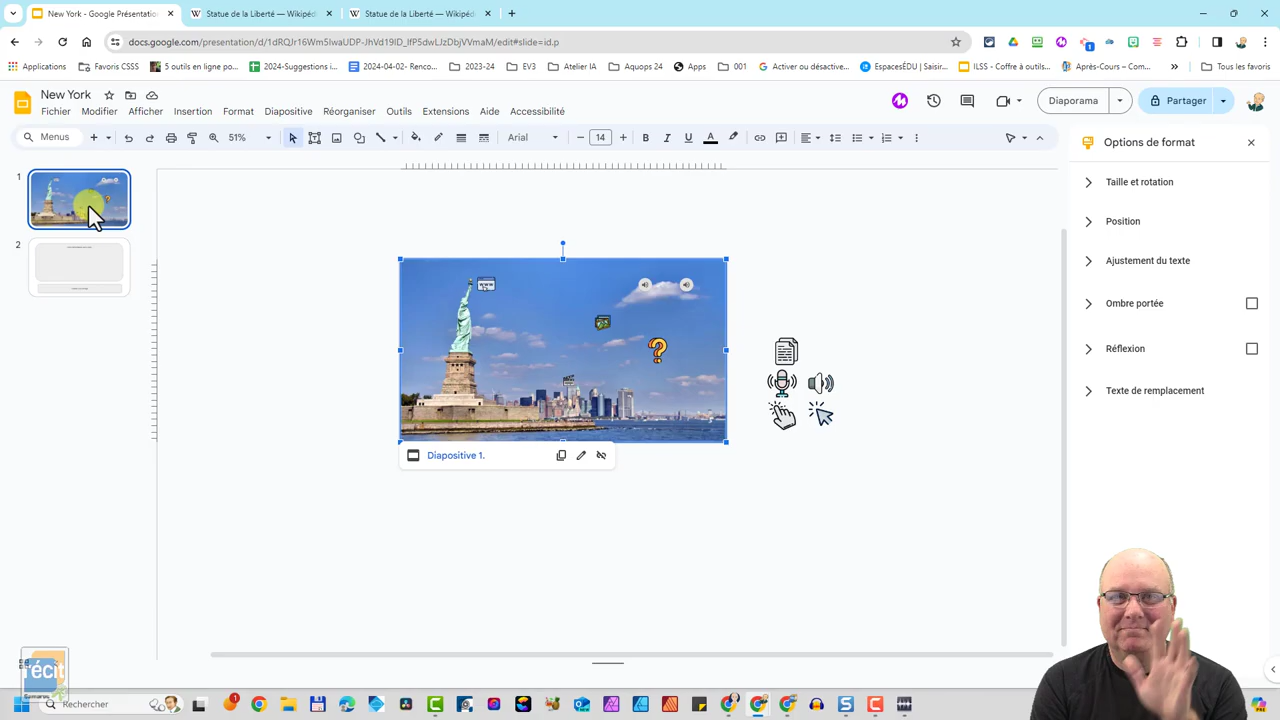 New York - Google Présentatio
Statue de la Liberté — Wikipédi
Statue de la Liberté — Wikipédi
docs.google.com/presentation/d/1dRQJr16Wm5IwaUDP-JhVd19ID_IfP5dwLJzDbjVVmaM/edit#slide=id.p
Applications
Favoris CSSS
5 outils en ligne po...
2024-Suggestions i...
2024-04-02- Renco...
2023-24
EV3
Atelier IA
Aquops 24
Apps
001
Activer ou désactive...
EspacesÉDU | Saisir...
ILSS - Coffre à outils...
Après-Cours – Com...
Tous les favoris
New York
Fichier Modifier Afficher Insertion Format Diapositive Réorganiser Outils Extensions Aide Accessibilité
Diaporama
Partager
Menus
51%
Arial
14
Options de format
Taille et rotation
Position
Ajustement du texte
Ombre portée
Réflexion
Texte de remplacement
1
2
Diapositive 1.
récit
Rechercher